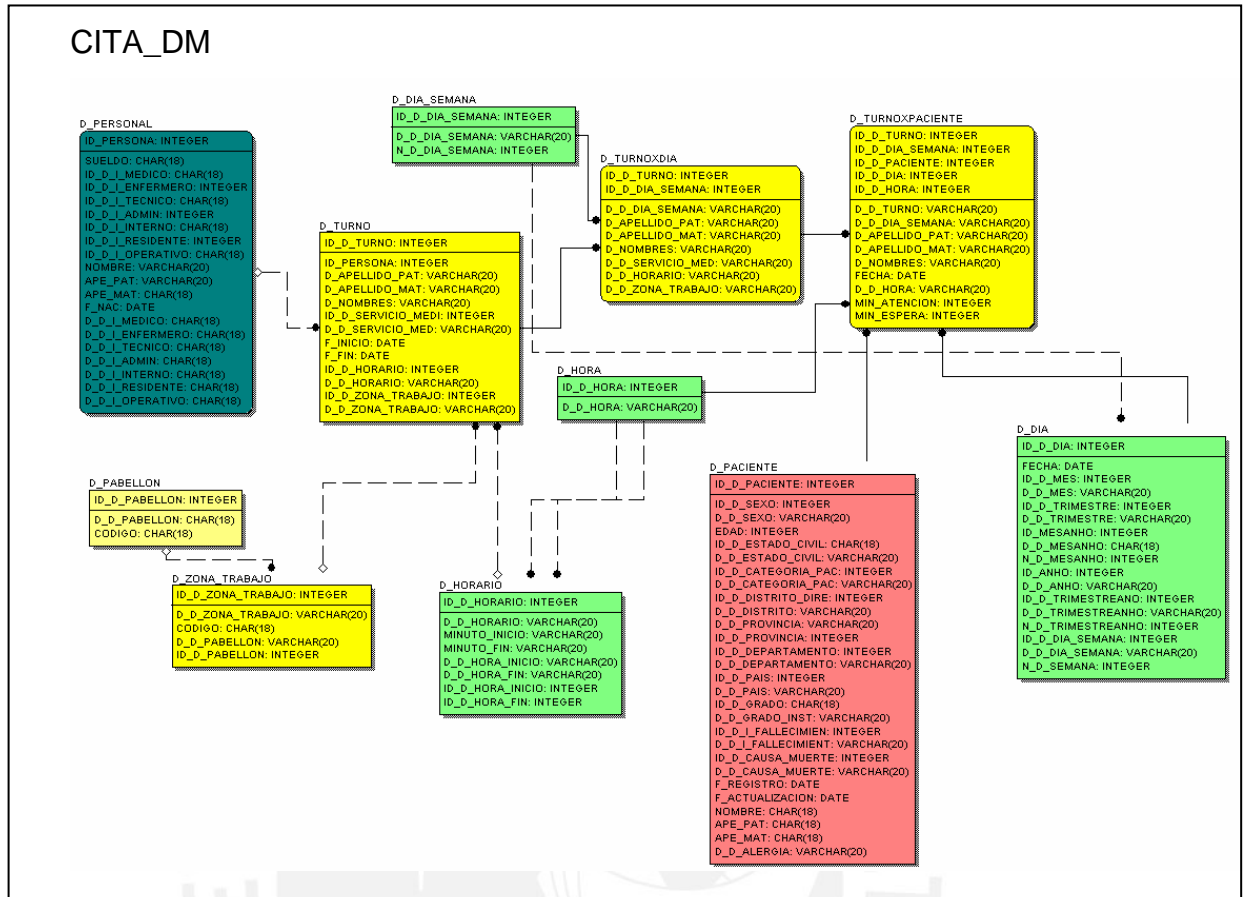 CITA_DM
D_PERSONAL
ID_PERSONA: INTEGER
SUELDO: CHAR(18)
ID_D_I_MEDICO: CHAR(18)
ID_D_I_ENFERMERO: INTEGER
ID_D_I_TECNICO: CHAR(18)
ID_D_I_ADMIN: INTEGER
ID_D_I_INTERNO: CHAR(18)
ID_D_I_RESIDENTE: INTEGER
ID_D_I_OPERATIVO: CHAR(18)
NOMBRE: VARCHAR(20)
APE_PAT: VARCHAR(20)
APE_MAT: CHAR(18)
F_NAC: DATE
D_D_I_MEDICO: CHAR(18)
D_D_I_ENFERMERO: CHAR(18)
D_D_I_TECNICO: CHAR(18)
D_D_I_ADMIN: CHAR(18)
D_D_I_INTERNO: CHAR(18)
D_D_I_RESIDENTE: CHAR(18)
D_D_I_OPERATIVO: CHAR(18)
D_DIA_SEMANA
ID_D_DIA_SEMANA: INTEGER
D_D_DIA_SEMANA: VARCHAR(20)
N_D_DIA_SEMANA: INTEGER
D_TURNO
ID_D_TURNO: INTEGER
ID_PERSONA: INTEGER
D_APELLIDO_PAT: VARCHAR(20)
D_APELLIDO_MAT: VARCHAR(20)
D_NOMBRES: VARCHAR(20)
ID_D_SERVICIO_MEDI: INTEGER
D_D_SERVICIO_MED: VARCHAR(20)
F_INICIO: DATE
F_FIN: DATE
ID_D_HORARIO: INTEGER
D_D_HORARIO: VARCHAR(20)
ID_D_ZONA_TRABAJO: INTEGER
D_D_ZONA_TRABAJO: VARCHAR(20)
D_TURNOXDIA
ID_D_TURNO: INTEGER
ID_D_DIA_SEMANA: INTEGER
D_D_DIA_SEMANA: VARCHAR(20)
D_APELLIDO_PAT: VARCHAR(20)
D_APELLIDO_MAT: VARCHAR(20)
D_NOMBRES: VARCHAR(20)
D_D_SERVICIO_MED: VARCHAR(20)
D_D_HORARIO: VARCHAR(20)
D_D_ZONA_TRABAJO: VARCHAR(20)
D_TURNOXPACIENTE
ID_D_TURNO: INTEGER
ID_D_DIA_SEMANA: INTEGER
ID_D_PACIENTE: INTEGER
ID_D_DIA: INTEGER
ID_D_HORA: INTEGER
D_D_TURNO: VARCHAR(20)
D_D_DIA_SEMANA: VARCHAR(20)
D_APELLIDO_PAT: VARCHAR(20)
D_APELLIDO_MAT: VARCHAR(20)
D_NOMBRES: VARCHAR(20)
FECHA: DATE
D_D_HORA: VARCHAR(20)
MIN_ATENCION: INTEGER
MIN_ESPERA: INTEGER
D_HORA
ID_D_HORA: INTEGER
D_D_HORA: VARCHAR(20)
D_PABELLON
ID_D_PABELLON: INTEGER
D_D_PABELLON: CHAR(18)
CODIGO: CHAR(18)
D_ZONA_TRABAJO
ID_D_ZONA_TRABAJO: INTEGER
D_D_ZONA_TRABAJO: VARCHAR(20)
CODIGO: CHAR(18)
D_D_PABELLON: VARCHAR(20)
ID_D_PABELLON: INTEGER
D_HORARIO
ID_D_HORARIO: INTEGER
D_D_HORARIO: VARCHAR(20)
MINUTO_INICIO: VARCHAR(20)
MINUTO_FIN: VARCHAR(20)
D_D_HORA_INICIO: VARCHAR(20)
D_D_HORA_FIN: VARCHAR(20)
ID_D_HORA_INICIO: INTEGER
ID_D_HORA_FIN: INTEGER
D_PACIENTE
ID_D_PACIENTE: INTEGER
ID_D_SEXO: INTEGER
D_D_SEXO: VARCHAR(20)
EDAD: INTEGER
ID_D_ESTADO_CIVIL: CHAR(18)
D_D_ESTADO_CIVIL: VARCHAR(20)
ID_D_CATEGORIA_PAC: INTEGER
D_D_CATEGORIA_PAC: VARCHAR(20)
ID_D_DISTRITO_DIRE: INTEGER
D_D_DISTRITO: VARCHAR(20)
D_D_PROVINCIA: VARCHAR(20)
ID_D_PROVINCIA: INTEGER
ID_D_DEPARTAMENTO: INTEGER
D_D_DEPARTAMENTO: VARCHAR(20)
ID_D_PAIS: INTEGER
D_D_PAIS: VARCHAR(20)
ID_D_GRADO: CHAR(18)
D_D_GRADO_INST: VARCHAR(20)
ID_D_I_FALLECIMIEN: INTEGER
D_D_I_FALLECIMIENT: VARCHAR(20)
ID_D_CAUSA_MUERTE: INTEGER
D_D_CAUSA_MUERTE: VARCHAR(20)
F_REGISTRO: DATE
F_ACTUALIZACION: DATE
NOMBRE: CHAR(18)
APE_PAT: CHAR(18)
APE_MAT: CHAR(18)
D_D_ALERGIA: VARCHAR(20)
D_DIA
ID_D_DIA: INTEGER
FECHA: DATE
ID_D_MES: INTEGER
D_D_MES: VARCHAR(20)
ID_D_TRIMESTRE: INTEGER
D_D_TRIMESTRE: VARCHAR(20)
ID_MESANHO: INTEGER
D_D_MESANHO: CHAR(18)
N_D_MESANHO: INTEGER
ID_ANHO: INTEGER
D_D_ANHO: VARCHAR(20)
ID_D_TRIMESTREANO: INTEGER
D_D_TRIMESTREANHO: VARCHAR(20)
N_D_TRIMESTREANHO: INTEGER
ID_D_DIA_SEMANA: INTEGER
D_D_DIA_SEMANA: VARCHAR(20)
N_D_SEMANA: INTEGER